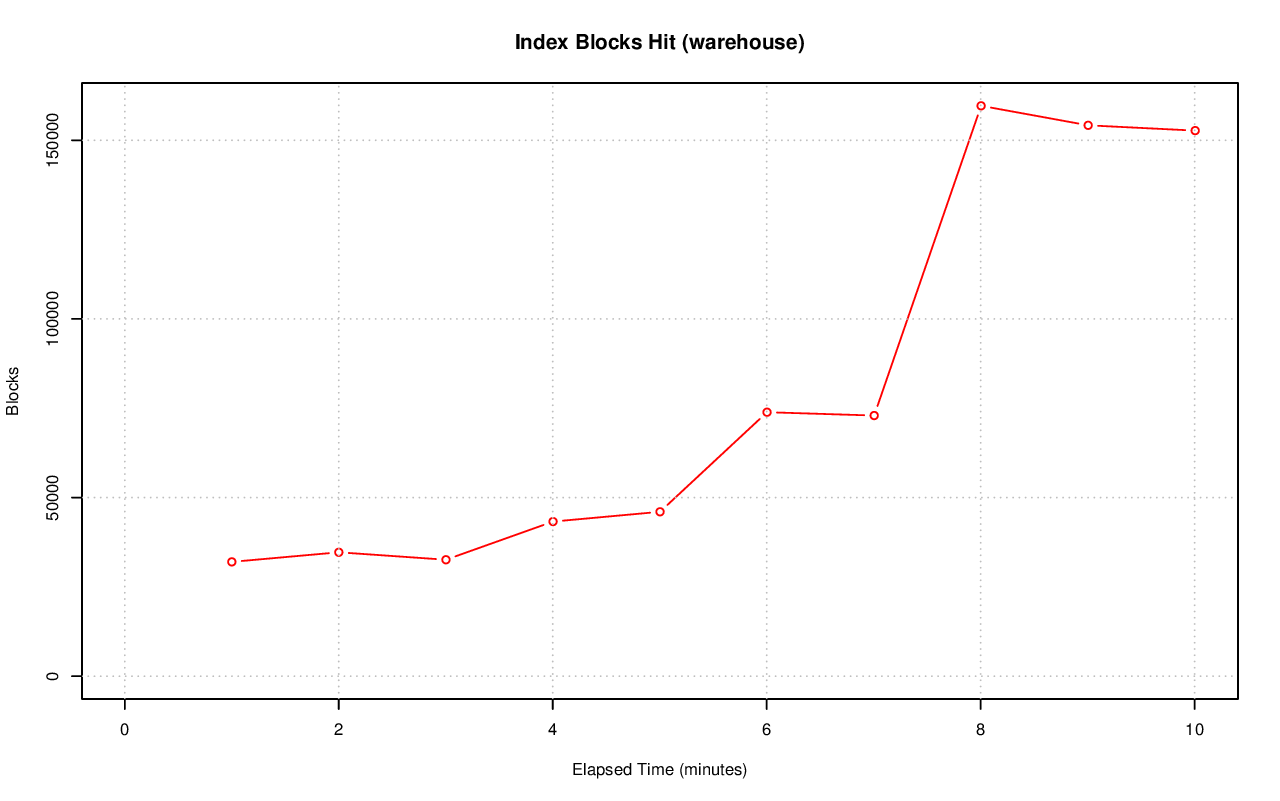 Index Blocks Hit (warehouse)
150000
100000
50000
0
Blocks
0 2 4 6 8 10
Elapsed Time (minutes)